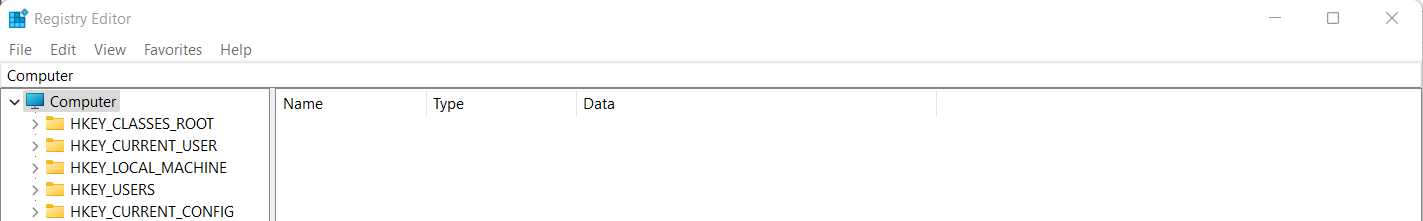 Registry Editor
File Edit View Favorites Help
Computer
Computer
Name Type Data
HKEY_CLASSES_ROOT
HKEY_CURRENT_USER
HKEY_LOCAL_MACHINE
HKEY_USERS
HKEY_CURRENT_CONFIG